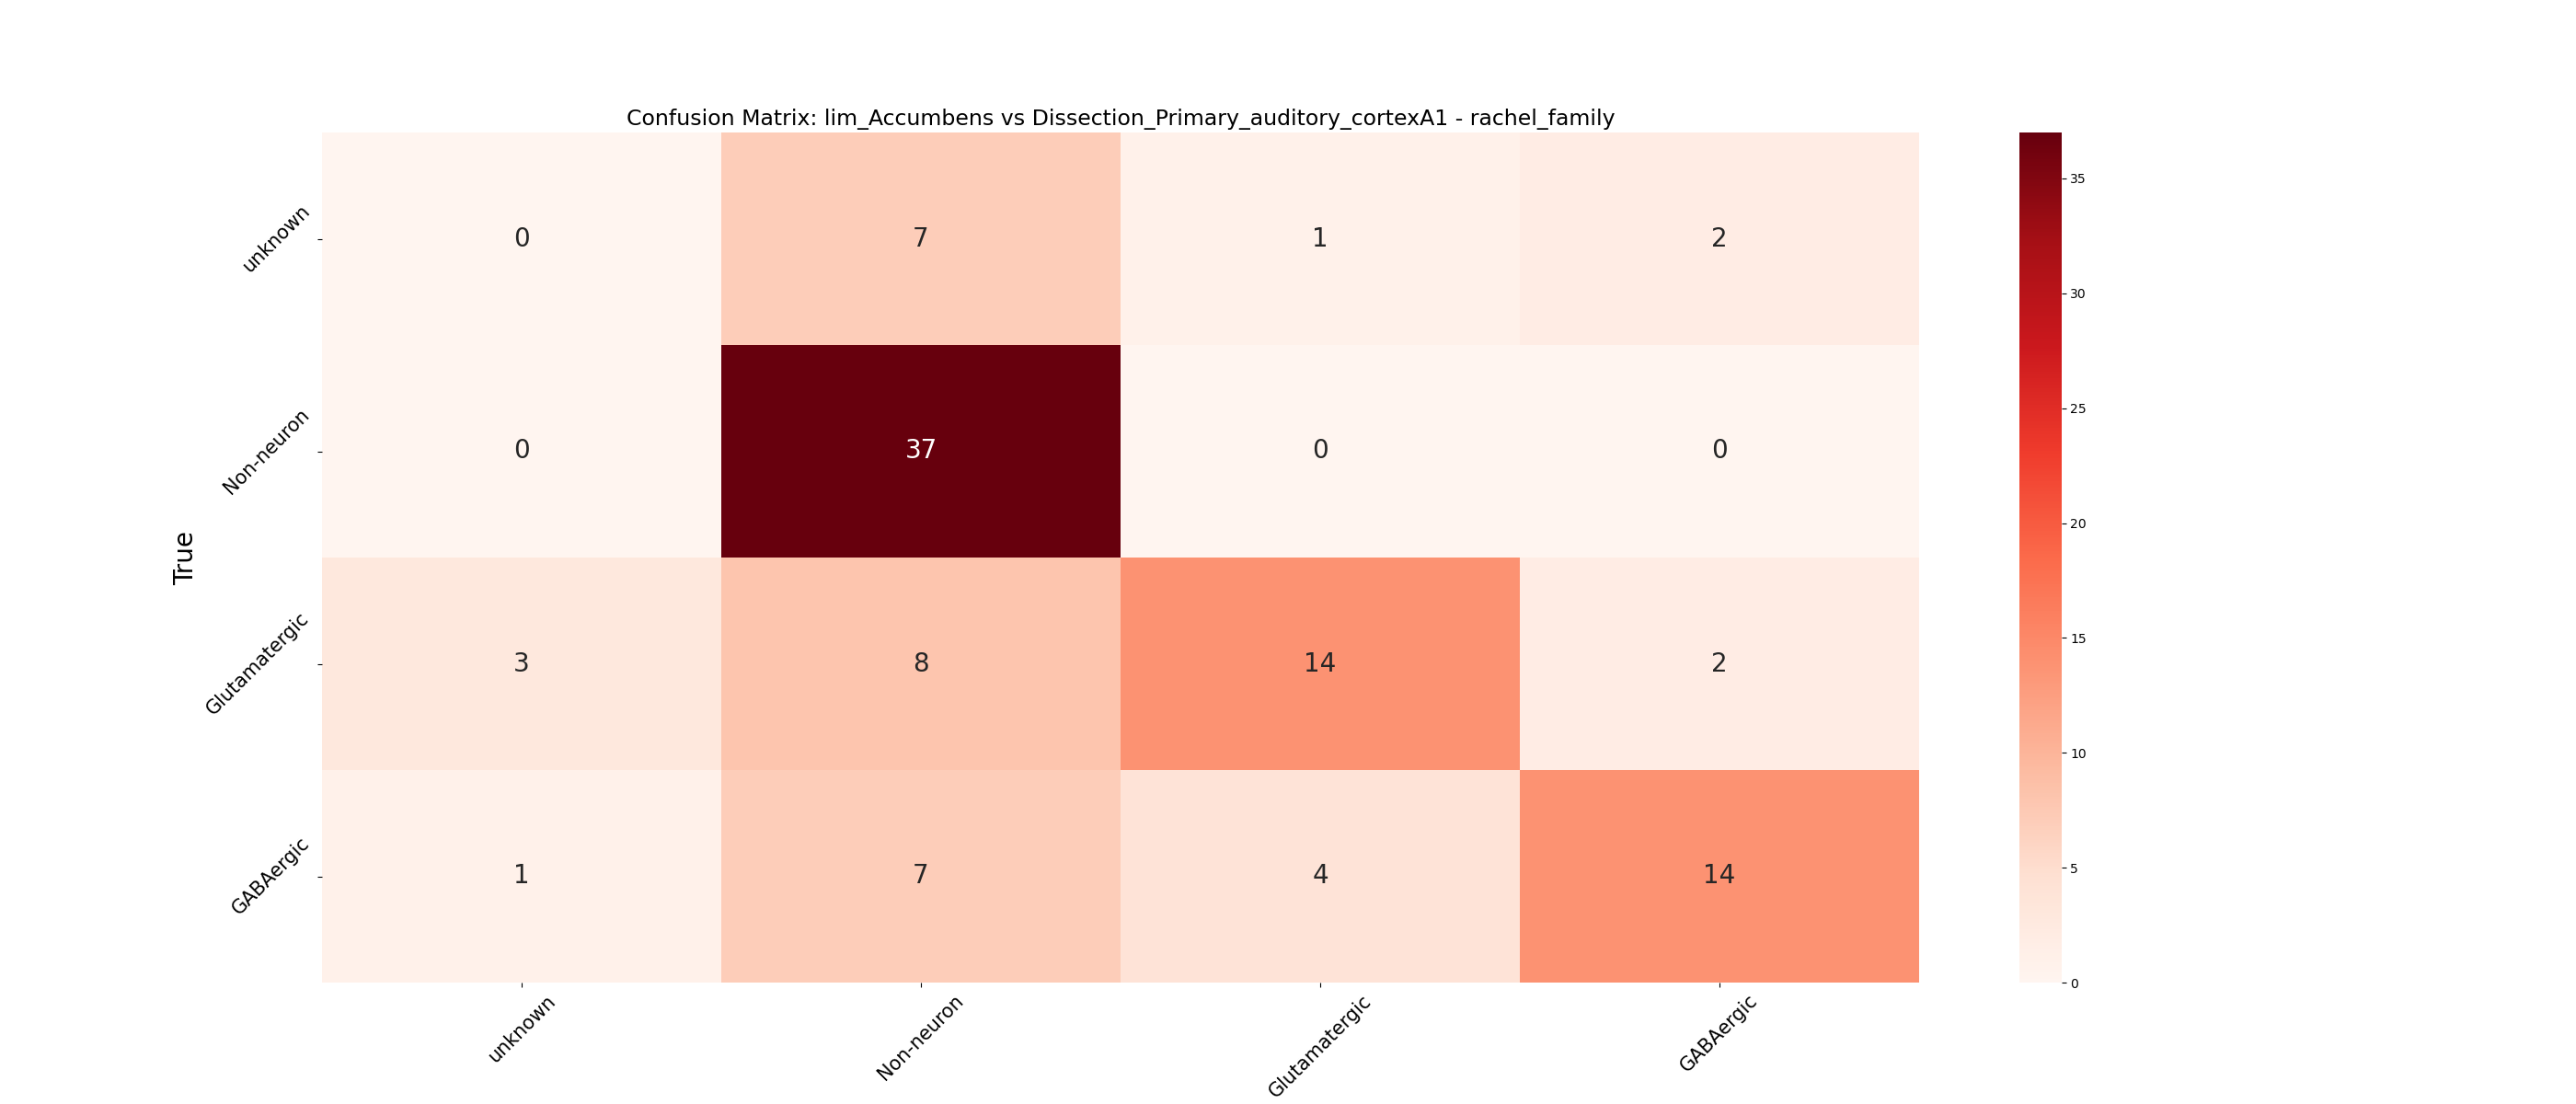 Confusion Matrix: lim_Accumbens vs Dissection_Primary_auditory_cortexA1 - rachel_family
unknown 0 7 1 2
Non-neuron 0 37 0 0
Glutamatergic 3 8 14 2
GABAergic 1 7 4 14
True
unknown Non-neuron Glutamatergic GABAergic
35
30
25
20
15
10
5
0